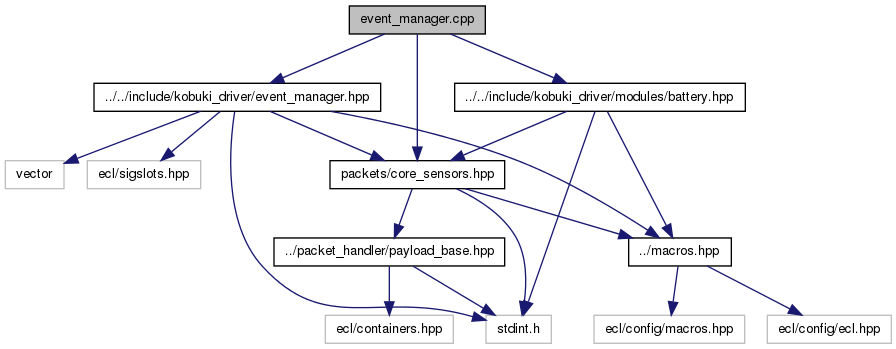 event_manager.cpp
../../include/kobuki_driver/event_manager.hpp
../../include/kobuki_driver/modules/battery.hpp
vector
ecl/sigslots.hpp
packets/core_sensors.hpp
../packet_handler/payload_base.hpp
../macros.hpp
ecl/containers.hpp
stdint.h
ecl/config/macros.hpp
ecl/config/ecl.hpp